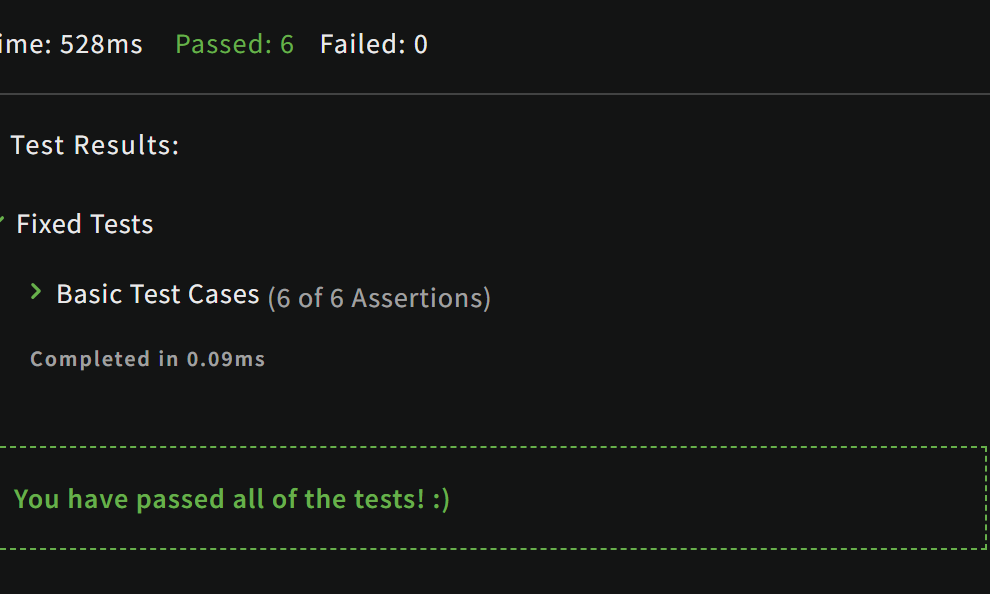 ime: 528ms Passed: 6 Failed: 0
Test Results:
Fixed Tests
Basic Test Cases (6 of 6 Assertions)
Completed in 0.09ms
You have passed all of the tests! :)